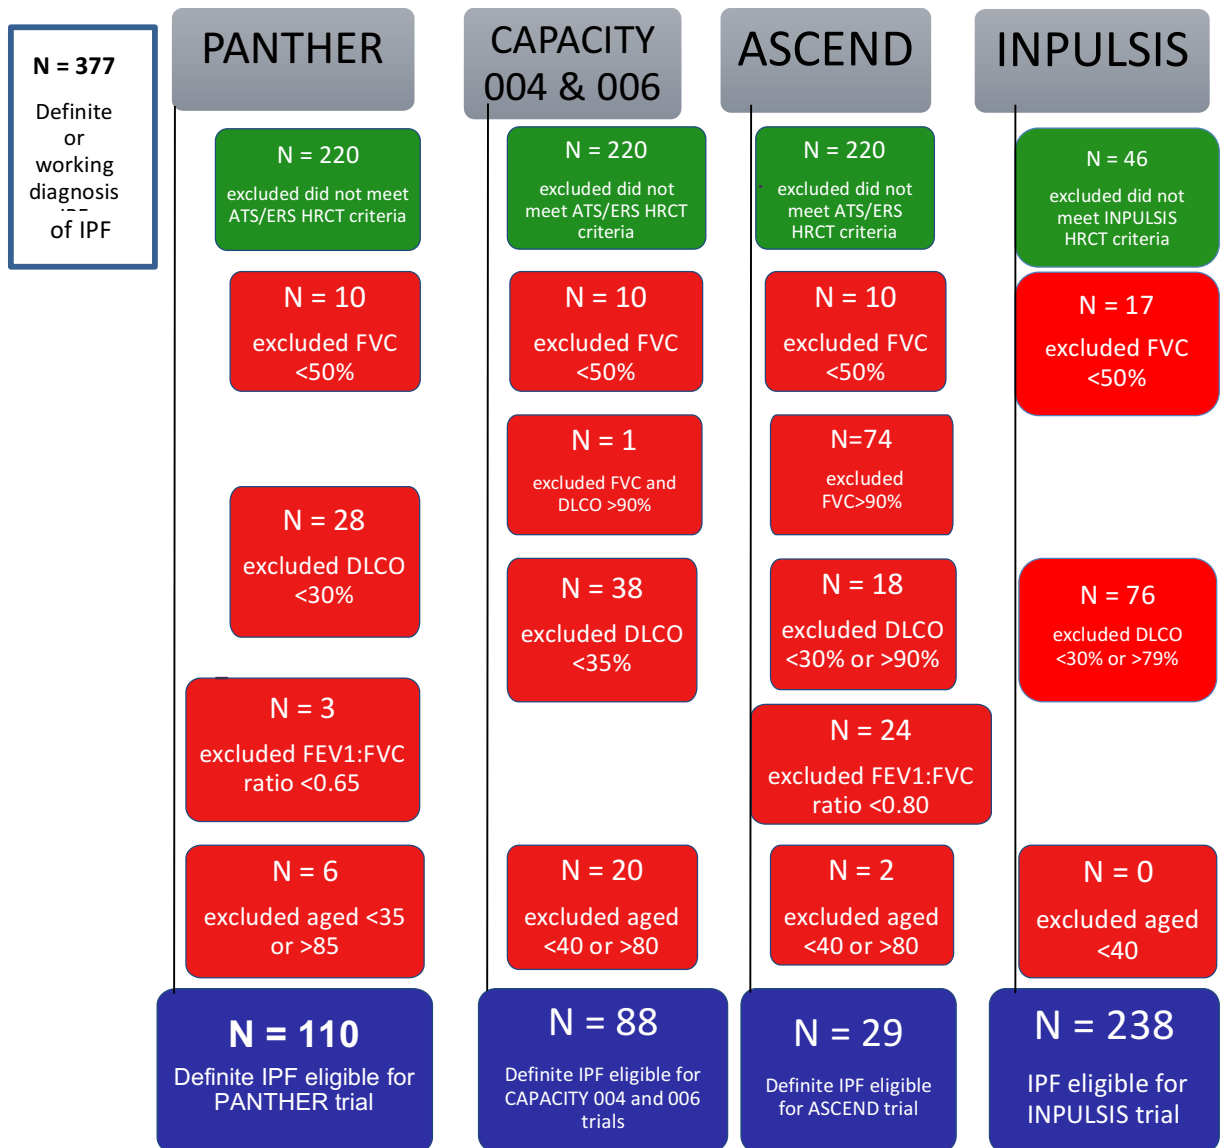 N = 377
Definite
or
working
diagnosis
of IPF
PANTHER
N = 220
excluded did not meet
ATS/ERS HRCT criteria
N = 10
excluded FVC
<50%
N = 28
excluded DLCO
<30%
N = 3
excluded FEV1:FVC
ratio <0.65
N = 6
excluded aged <35
or >85
N = 110
Definite IPF eligible for
PANTHER trial
CAPACITY
004 & 006
N = 220
excluded did not
meet ATS/ERS HRCT
criteria
N = 10
excluded FVC
<50%
N = 1
excluded FVC and
DLCO >90%
N = 38
excluded DLCO
<35%
N = 20
excluded aged
<40 or >80
N = 88
Definite IPF eligible for
CAPACITY 004 and 006
trials
ASCEND
N = 220
excluded did not
meet ATS/ERS
HRCT criteria
N = 10
excluded FVC
<50%
N=74
excluded
FVC>90%
N = 18
excluded DLCO
<30% or >90%
N = 24
excluded FEV1:FVC
ratio <0.80
N = 2
excluded aged
<40 or >80
N = 29
Definite IPF eligible
for ASCEND trial
INPULSIS
N = 46
excluded did not
meet INPULSIS
HRCT criteria
N = 17
excluded FVC
<50%
N = 76
excluded DLCO
<30% or >79%
N = 0
excluded aged
<40
N = 238
IPF eligible for
INPULSIS trial